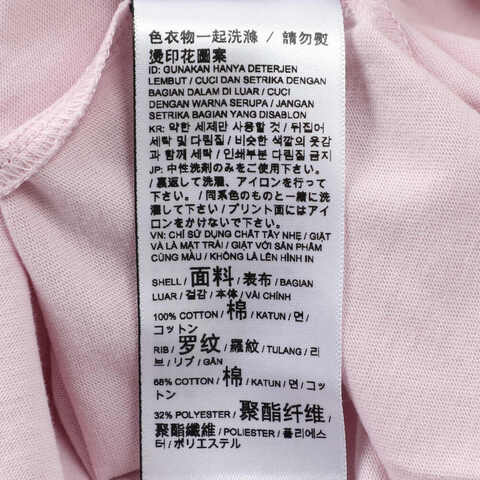 色衣物一起洗滌 / 請勿熨
燙印花圖案
ID: GUNAKAN HANYA DETERJEN
LEMBUT / CUCI DAN SETRIKA DENGAN
BAGIAN DALAM DI LUAR / CUCI
DENGAN WARNA SERUPA / JANGAN
SETRIKA BAGIAN YANG DISABLON
KR: 약한 세제만 사용할 것 / 뒤집어
세탁 및 다림질 / 비슷한 색깔의 옷감
과 함께 세탁 / 인쇄부분 다림질 금지
JP: 中性洗剤のみをご使用下さい。
/ 裏返して洗濯、アイロンを行って下
さい。 / 同系色のものと一緒に洗
濯して下さい / プリント面にはアイロ
ンをかけないで下さい
VN: CHỈ SỬ DỤNG CHẤT TẨY NHẸ / GIẶT
VÀ LÀ MẶT TRÁI / GIẶT VỚI SẢN PHẨM
CÙNG MÀU / KHÔNG LÀ LÊN HÌNH IN
SHELL / 面料 / 表布 / BAGIAN
LUAR / 겉감 / 本体 / VẢI CHÍNH
100% COTTON / 棉 / KATUN / 면 /
コットン
RIB / 罗纹 / 羅紋 / TULANG / 리
브 / リブ / GÂN
68% COTTON / 棉 / KATUN / 면 / コッ
トン
32% POLYESTER / 聚酯纤维 /
聚酯纖維 / POLIESTER / 폴리에스
터 / ポリエステル